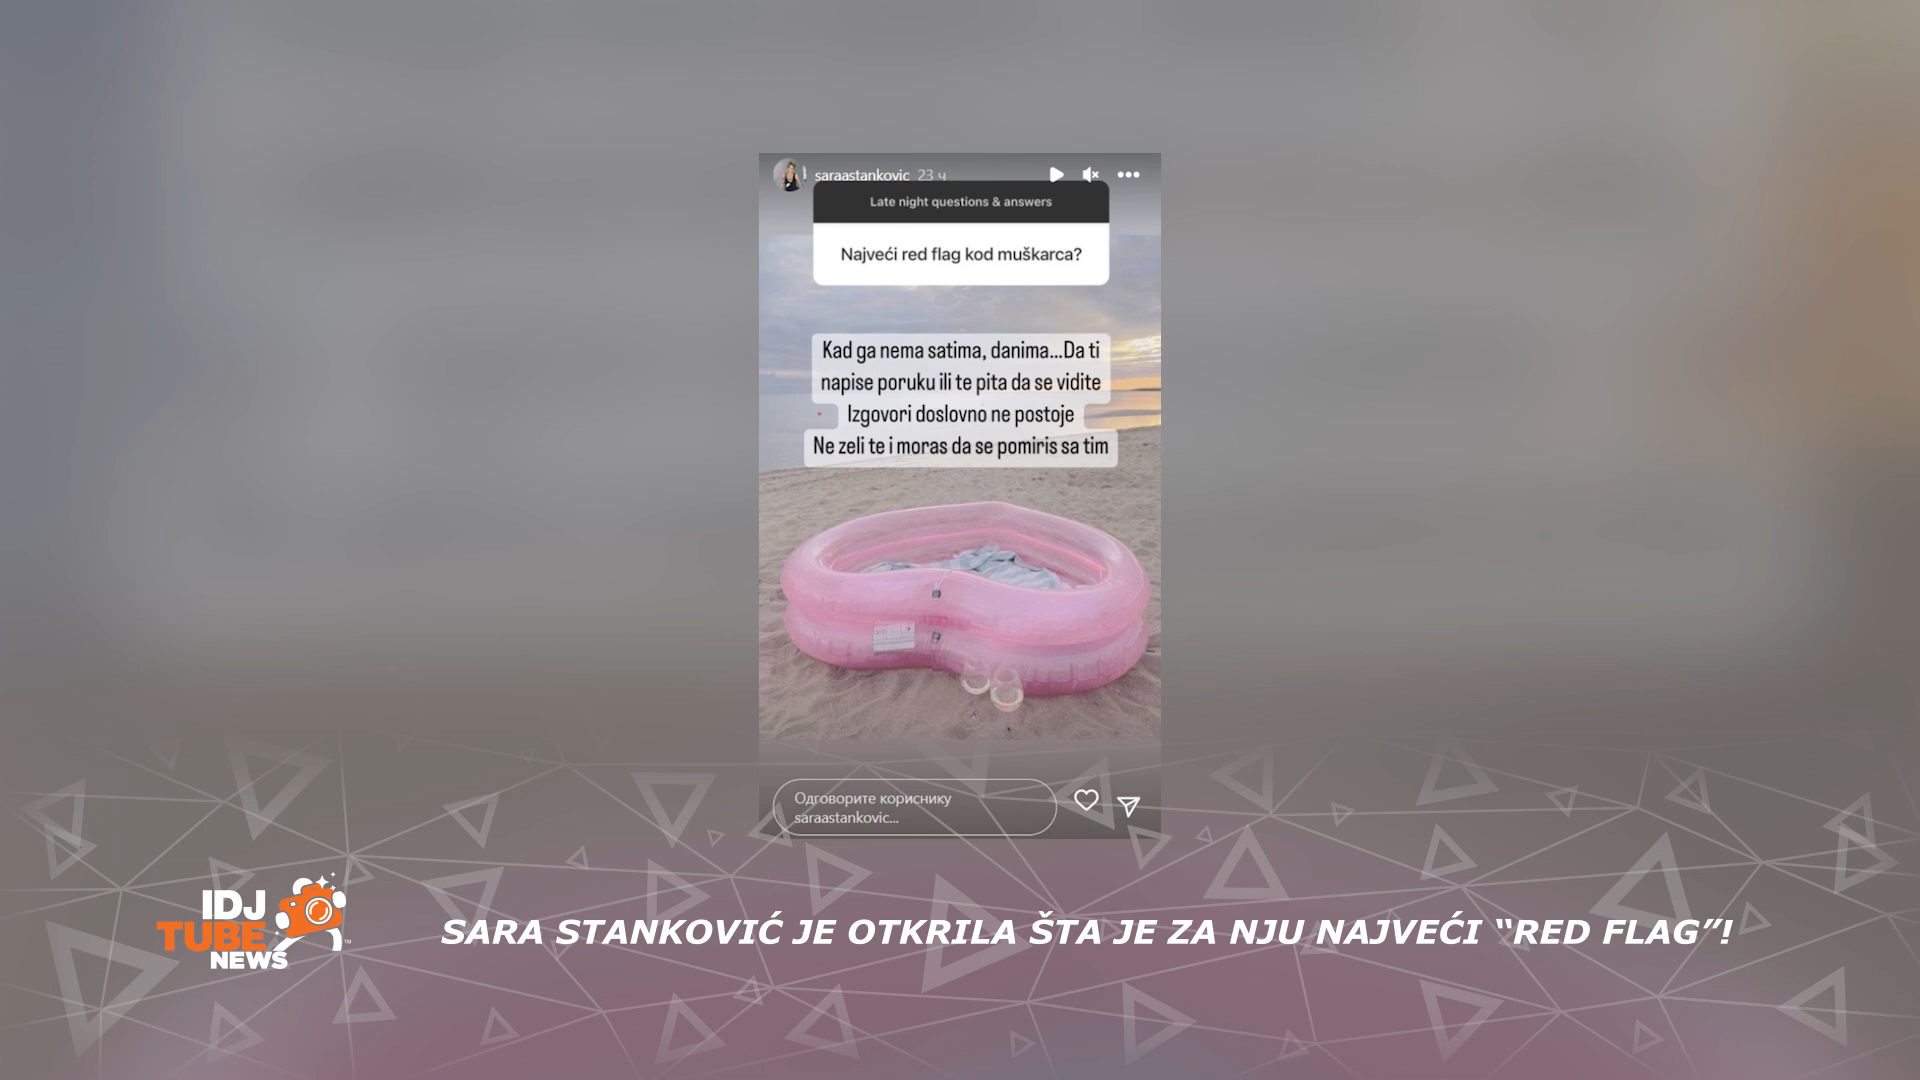 saraastankovic 23 ч
Late night questions & answers
Najveći red flag kod muškarca?
Kad ga nema satima, danima...Da ti
napise poruku ili te pita da se vidite
Izgovori doslovno ne postoje
Ne zeli te i moras da se pomiris sa tim
Одговорите кориснику
saraastankovic...
IDJ
TUBE
NEWS
TM
SARA STANKOVIĆ JE OTKRILA ŠTA JE ZA NJU NAJVEĆI “RED FLAG”!